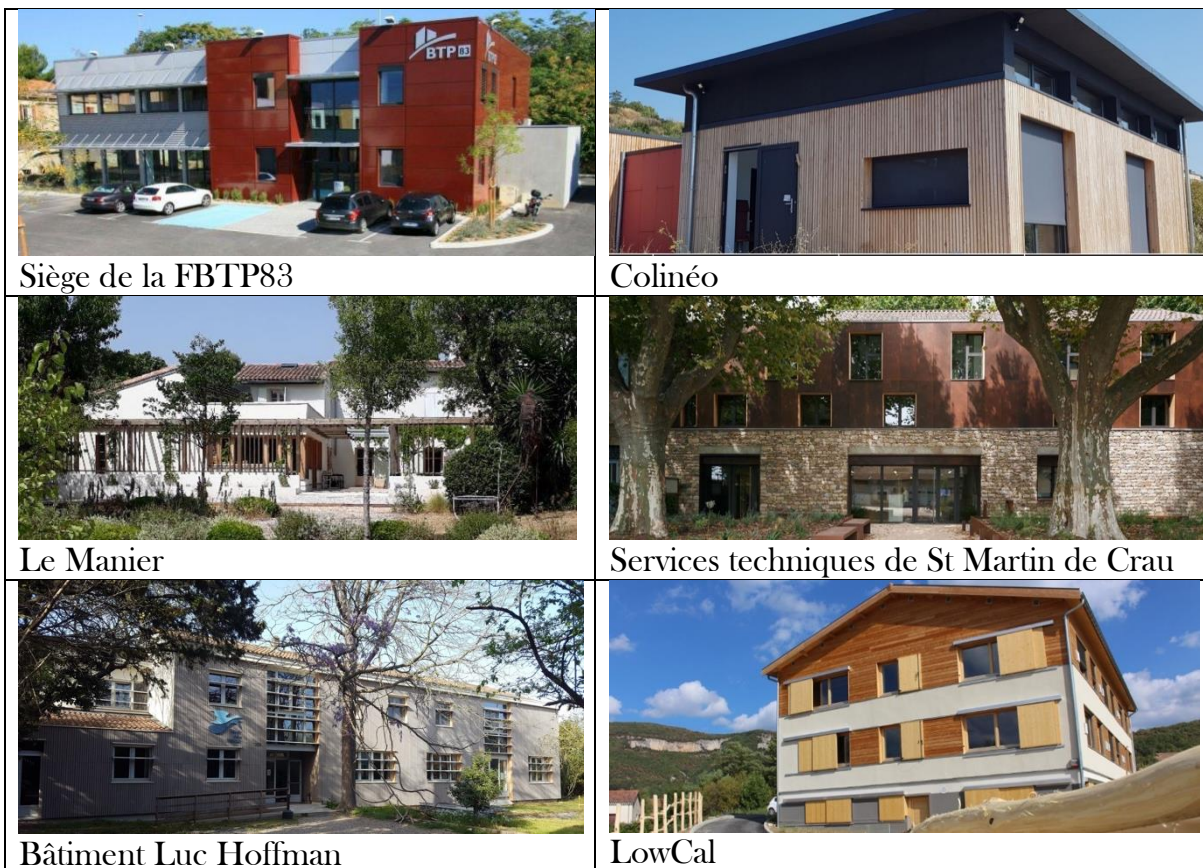 BTP 83
Siège de la FBTP83
Colinéo
Le Manier
Services techniques de St Martin de Crau
Bâtiment Luc Hoffman
LowCal